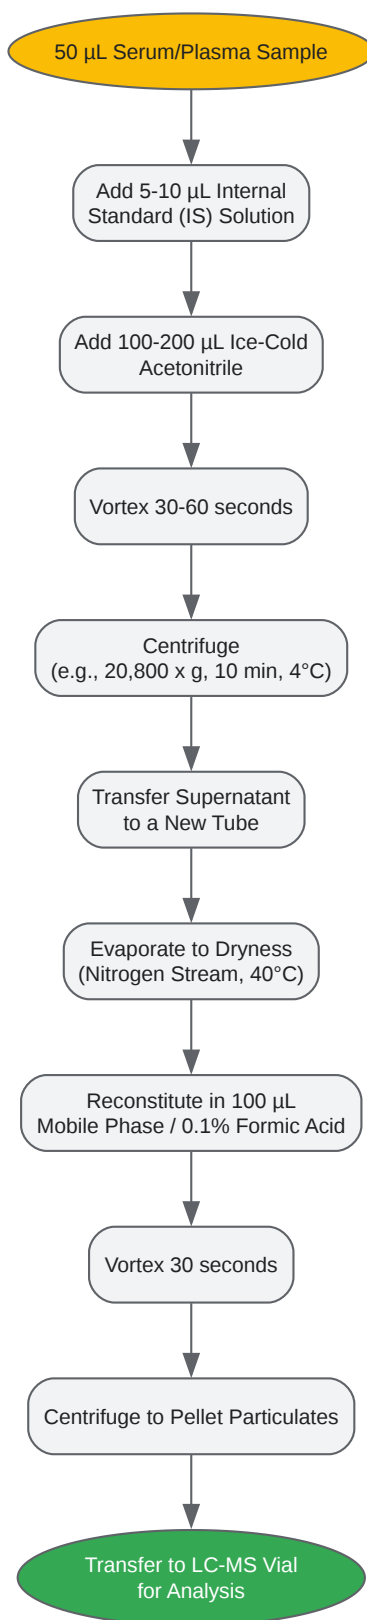 50 µL Serum/Plasma Sample
Add 5-10 µL Internal
Standard (IS) Solution
Add 100-200 µL Ice-Cold
Acetonitrile
Vortex 30-60 seconds
Centrifuge
(e.g., 20,800 x g, 10 min, 4°C)
Transfer Supernatant
to a New Tube
Evaporate to Dryness
(Nitrogen Stream, 40°C)
Reconstitute in 100 µL
Mobile Phase / 0.1% Formic Acid
Vortex 30 seconds
Centrifuge to Pellet Particulates
Transfer to LC-MS Vial
for Analysis